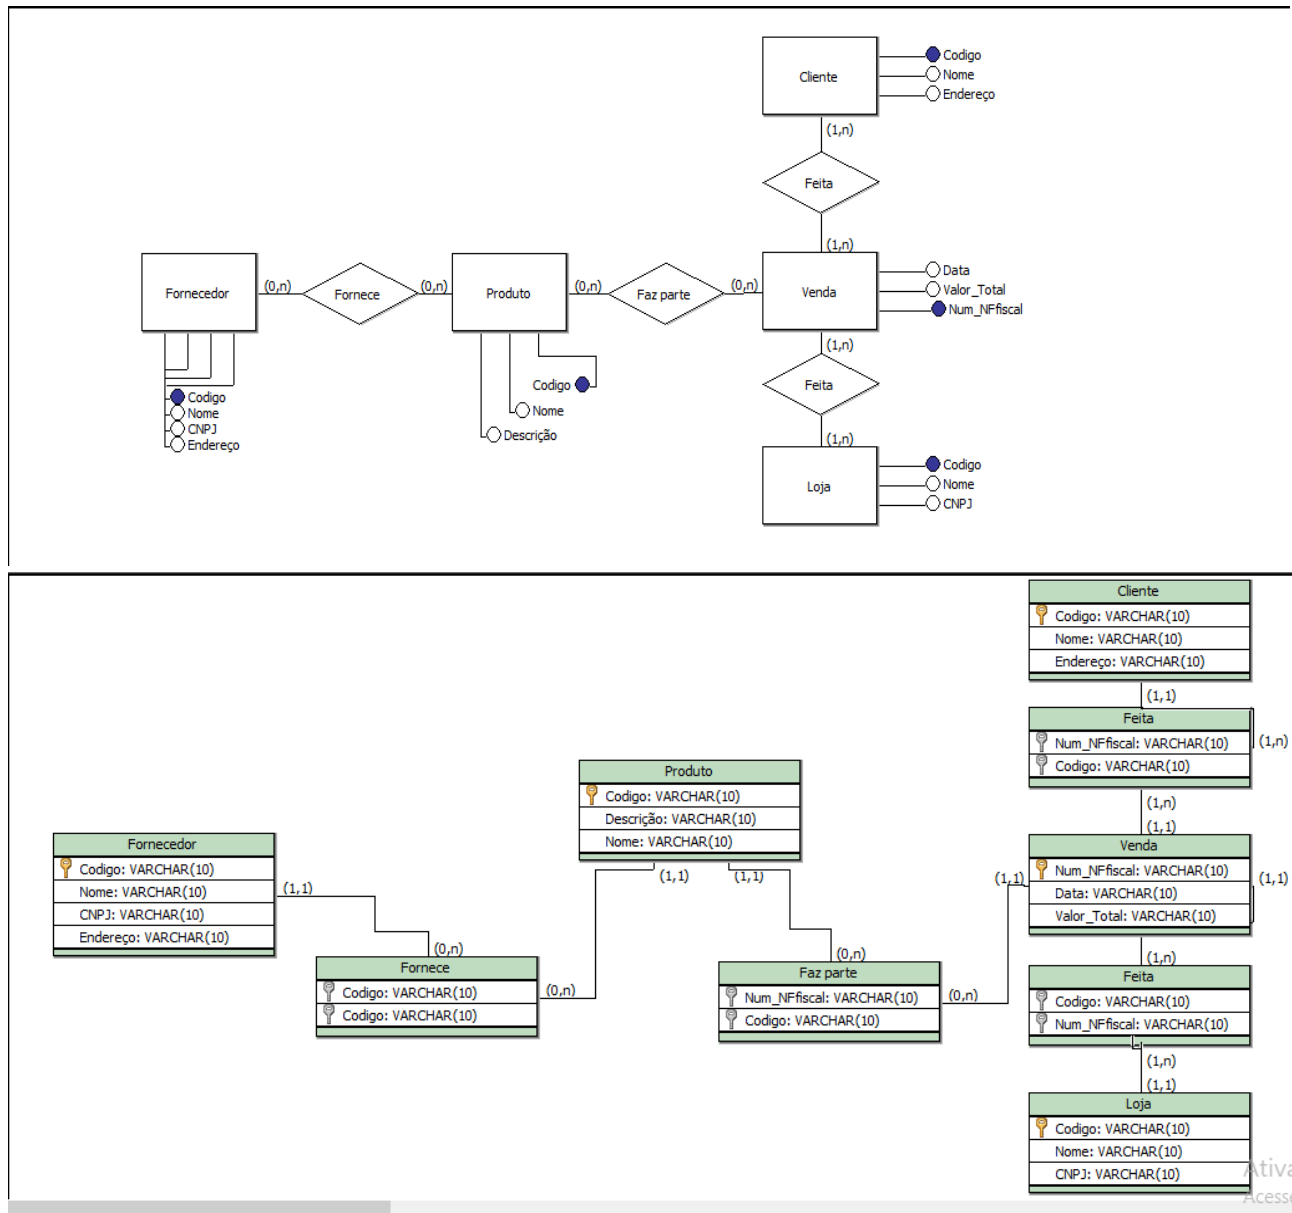 Cliente
Codigo
Nome
Endereço
(1,n)
Feita
(1,n)
Fornecedor
(0,n)
Fornece
(0,n)
Produto
(0,n)
Faz parte
(0,n)
Venda
Data
Valor_Total
Num_NFfiscal
(1,n)
Feita
(1,n)
Codigo
Nome
CNPJ
Endereço
Codigo
Nome
Descrição
Loja
Codigo
Nome
CNPJ
Cliente
Codigo: VARCHAR(10)
Nome: VARCHAR(10)
Endereço: VARCHAR(10)
(1,1)
Feita
Num_NFfiscal: VARCHAR(10)
Codigo: VARCHAR(10)
(1,n)
(1,n)
(1,1)
Produto
Codigo: VARCHAR(10)
Descrição: VARCHAR(10)
Nome: VARCHAR(10)
(1,1)
(1,1)
Fornecedor
Codigo: VARCHAR(10)
Nome: VARCHAR(10)
CNPJ: VARCHAR(10)
Endereço: VARCHAR(10)
(1,1)
(0,n)
Fornece
Codigo: VARCHAR(10)
Codigo: VARCHAR(10)
(0,n)
(0,n)
Faz parte
Num_NFfiscal: VARCHAR(10)
Codigo: VARCHAR(10)
(0,n)
(1,1)
Venda
Num_NFfiscal: VARCHAR(10)
Data: VARCHAR(10)
Valor_Total: VARCHAR(10)
(1,1)
(1,n)
Feita
Codigo: VARCHAR(10)
Num_NFfiscal: VARCHAR(10)
(1,n)
(1,1)
Loja
Codigo: VARCHAR(10)
Nome: VARCHAR(10)
CNPJ: VARCHAR(10)
Ativa
Acesse